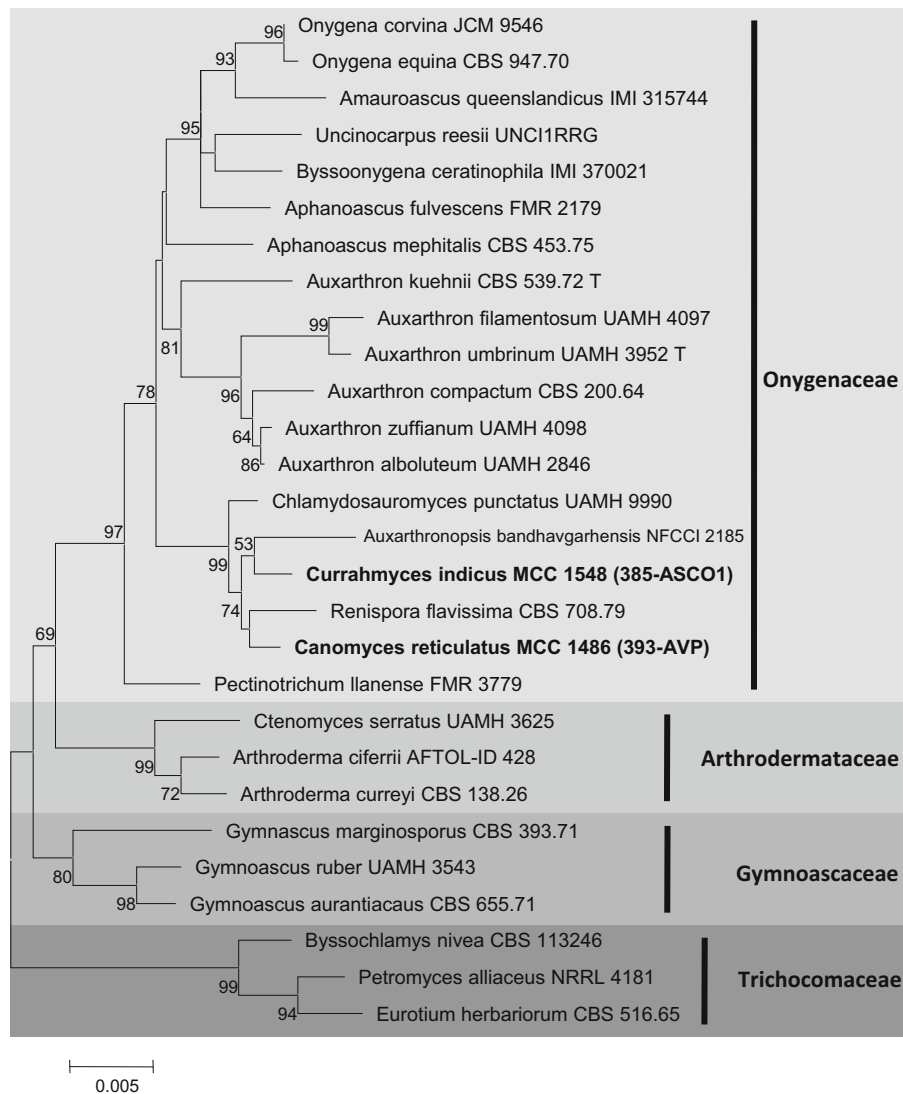 Onygena corvina JCM 9546
96
Onygena equina CBS 947.70
93
Amauroascus queenslandicus IMI 315744
95
Uncinocarpus reesii UNCI1RRG
Byssoonygena ceratinophila IMI 370021
Aphanoascus fulvescens FMR 2179
Aphanoascus mephitalis CBS 453.75
Auxarthron kuehnii CBS 539.72 T
Auxarthron filamentosum UAMH 4097
99
81
Auxarthron umbrinum UAMH 3952 T
Onygenaceae
78
96
Auxarthron compactum CBS 200.64
Auxarthron zuffianum UAMH 4098
64
86
Auxarthron alboluteum UAMH 2846
Chlamydosauromyces punctatus UAMH 9990
97
Auxarthronopsis bandhavgarhensis NFCCI 2185
53
99
Currahmyces indicus MCC 1548 (385-ASCO1)
74
Renispora flavissima CBS 708.79
69
Canomyces reticulatus MCC 1486 (393-AVP)
Pectinotrichum llanense FMR 3779
Ctenomyces serratus UAMH 3625
Arthroderma ciferrii AFTOL-ID 428
Arthrodermataceae
99
72
Arthroderma curreyi CBS 138.26
Gymnascus marginosporus CBS 393.71
Gymnoascus ruber UAMH 3543
Gymnoascaceae
80
98
Gymnoascus aurantiacaus CBS 655.71
Byssochlamys nivea CBS 113246
Petromyces alliaceus NRRL 4181
Trichocomaceae
99
94
Eurotium herbariorum CBS 516.65
0.005